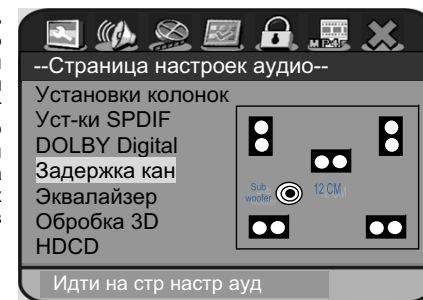 --Страница настроек аудио--
Установки колонок
Уст-ки SPDIF
DOLBY Digital
Задержка кан
Эквалайзер
Обробка 3D
HDCD
Sub
woofer
12 CM
Идти на стр настр ауд